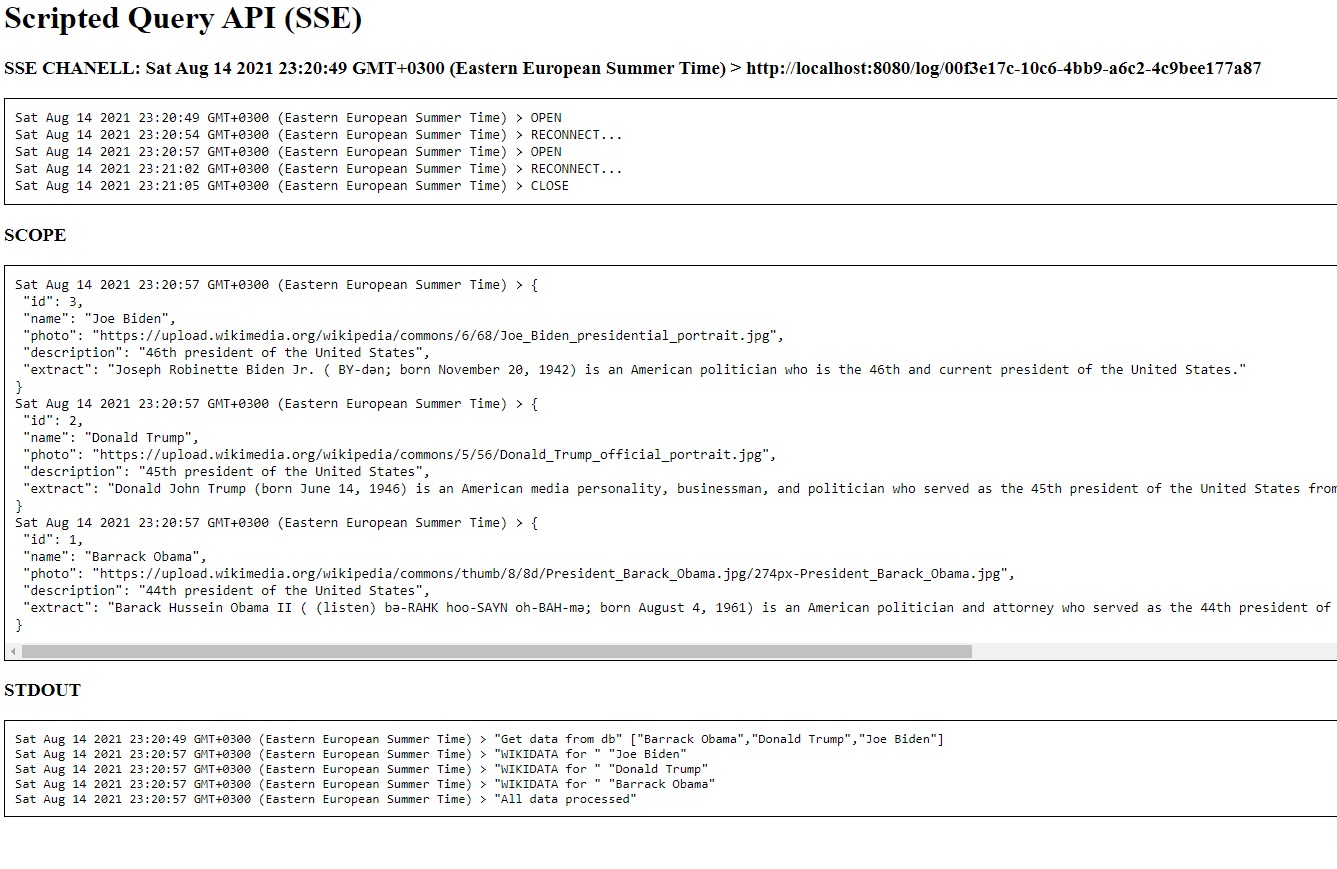 Scripted Query API (SSE)
SSE CHANELL: Sat Aug 14 2021 23:20:49 GMT+0300 (Eastern European Summer Time) > http://localhost:8080/log/00f3e17c-10c6-4bb9-a6c2-4c9bee177a87
Sat Aug 14 2021 23:20:49 GMT+0300 (Eastern European Summer Time) > OPEN
Sat Aug 14 2021 23:20:54 GMT+0300 (Eastern European Summer Time) > RECONNECT...
Sat Aug 14 2021 23:20:57 GMT+0300 (Eastern European Summer Time) > OPEN
Sat Aug 14 2021 23:21:02 GMT+0300 (Eastern European Summer Time) > RECONNECT...
Sat Aug 14 2021 23:21:05 GMT+0300 (Eastern European Summer Time) > CLOSE
SCOPE
Sat Aug 14 2021 23:20:57 GMT+0300 (Eastern European Summer Time) > {
"id": 3,
"name": "Joe Biden",
"photo": "https://upload.wikimedia.org/wikipedia/commons/6/68/Joe_Biden_presidential_portrait.jpg",
"description": "46th president of the United States",
"extract": "Joseph Robinette Biden Jr. ( BY-dən; born November 20, 1942) is an American politician who is the 46th and current president of the United States."
}
Sat Aug 14 2021 23:20:57 GMT+0300 (Eastern European Summer Time) > {
"id": 2,
"name": "Donald Trump",
"photo": "https://upload.wikimedia.org/wikipedia/commons/5/56/Donald_Trump_official_portrait.jpg",
"description": "45th president of the United States",
"extract": "Donald John Trump (born June 14, 1946) is an American media personality, businessman, and politician who served as the 45th president of the United States from
}
Sat Aug 14 2021 23:20:57 GMT+0300 (Eastern European Summer Time) > {
"id": 1,
"name": "Barrack Obama",
"photo": "https://upload.wikimedia.org/wikipedia/commons/thumb/8/8d/President_Barack_Obama.jpg/274px-President_Barack_Obama.jpg",
"description": "44th president of the United States",
"extract": "Barack Hussein Obama II ( (listen) bə-RAHK hoo-SAYN oh-BAH-mə; born August 4, 1961) is an American politician and attorney who served as the 44th president of
}
STDOUT
Sat Aug 14 2021 23:20:49 GMT+0300 (Eastern European Summer Time) > "Get data from db" ["Barrack Obama","Donald Trump","Joe Biden"]
Sat Aug 14 2021 23:20:57 GMT+0300 (Eastern European Summer Time) > "WIKIDATA for " "Joe Biden"
Sat Aug 14 2021 23:20:57 GMT+0300 (Eastern European Summer Time) > "WIKIDATA for " "Donald Trump"
Sat Aug 14 2021 23:20:57 GMT+0300 (Eastern European Summer Time) > "WIKIDATA for " "Barrack Obama"
Sat Aug 14 2021 23:20:57 GMT+0300 (Eastern European Summer Time) > "All data processed"